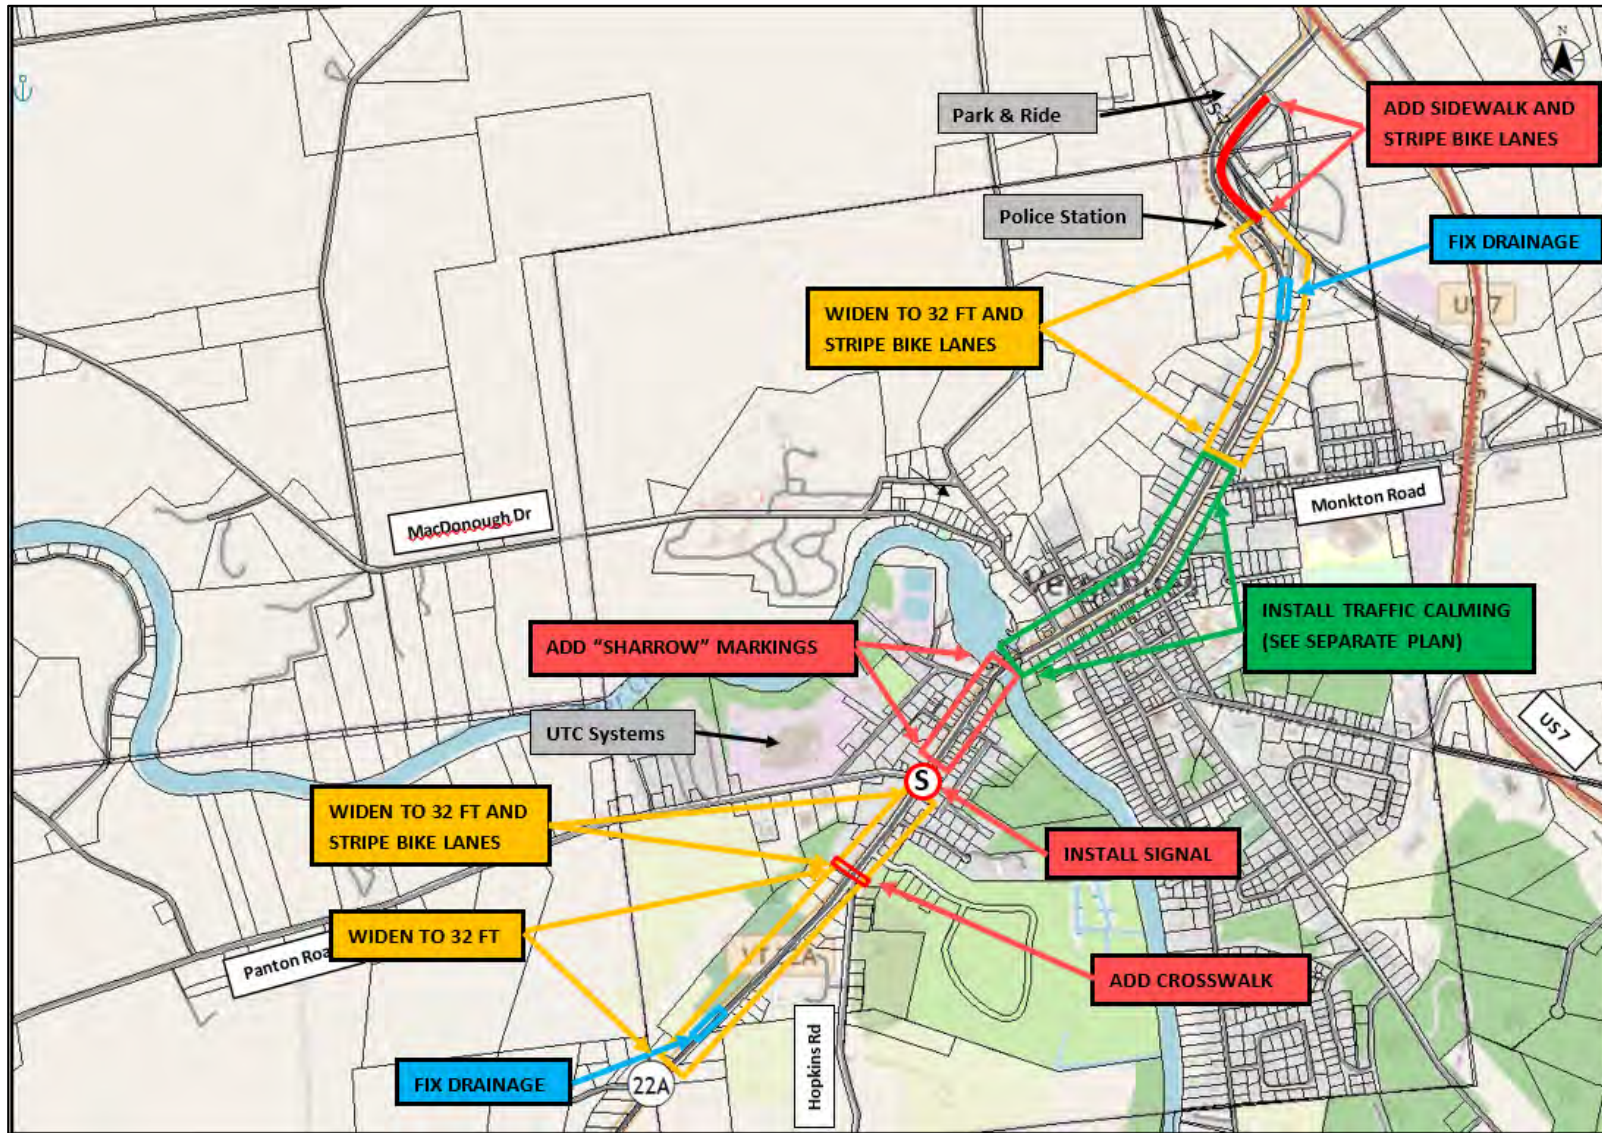 N
Park & Ride
ADD SIDEWALK AND
STRIPE BIKE LANES
Police Station
FIX DRAINAGE
WIDEN TO 32 FT AND
STRIPE BIKE LANES
Monkton Road
MacDonough Dr
INSTALL TRAFFIC CALMING
(SEE SEPARATE PLAN)
ADD “SHARROW” MARKINGS
US 7
UTC Systems
S
WIDEN TO 32 FT AND
STRIPE BIKE LANES
INSTALL SIGNAL
WIDEN TO 32 FT
Panton Roa
ADD CROSSWALK
Hopkins Rd
FIX DRAINAGE
22A